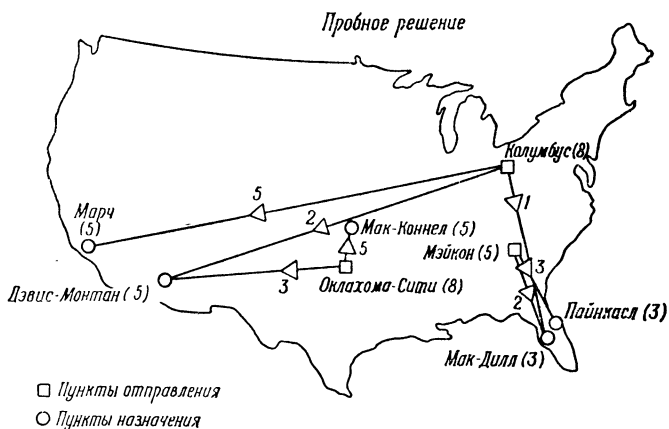 Пробное решение
Колумбус (8)
5
1
Марч
(5)
2
Мак-Коннел (5)
Мэйкон
(5)
5
Дэвис-Монтан (5)
3
Оклахома-Сити (8)
3
2
Пайнкасл (3)
Мак-Дилл (3)
Пункты отправления
Пункты назначения